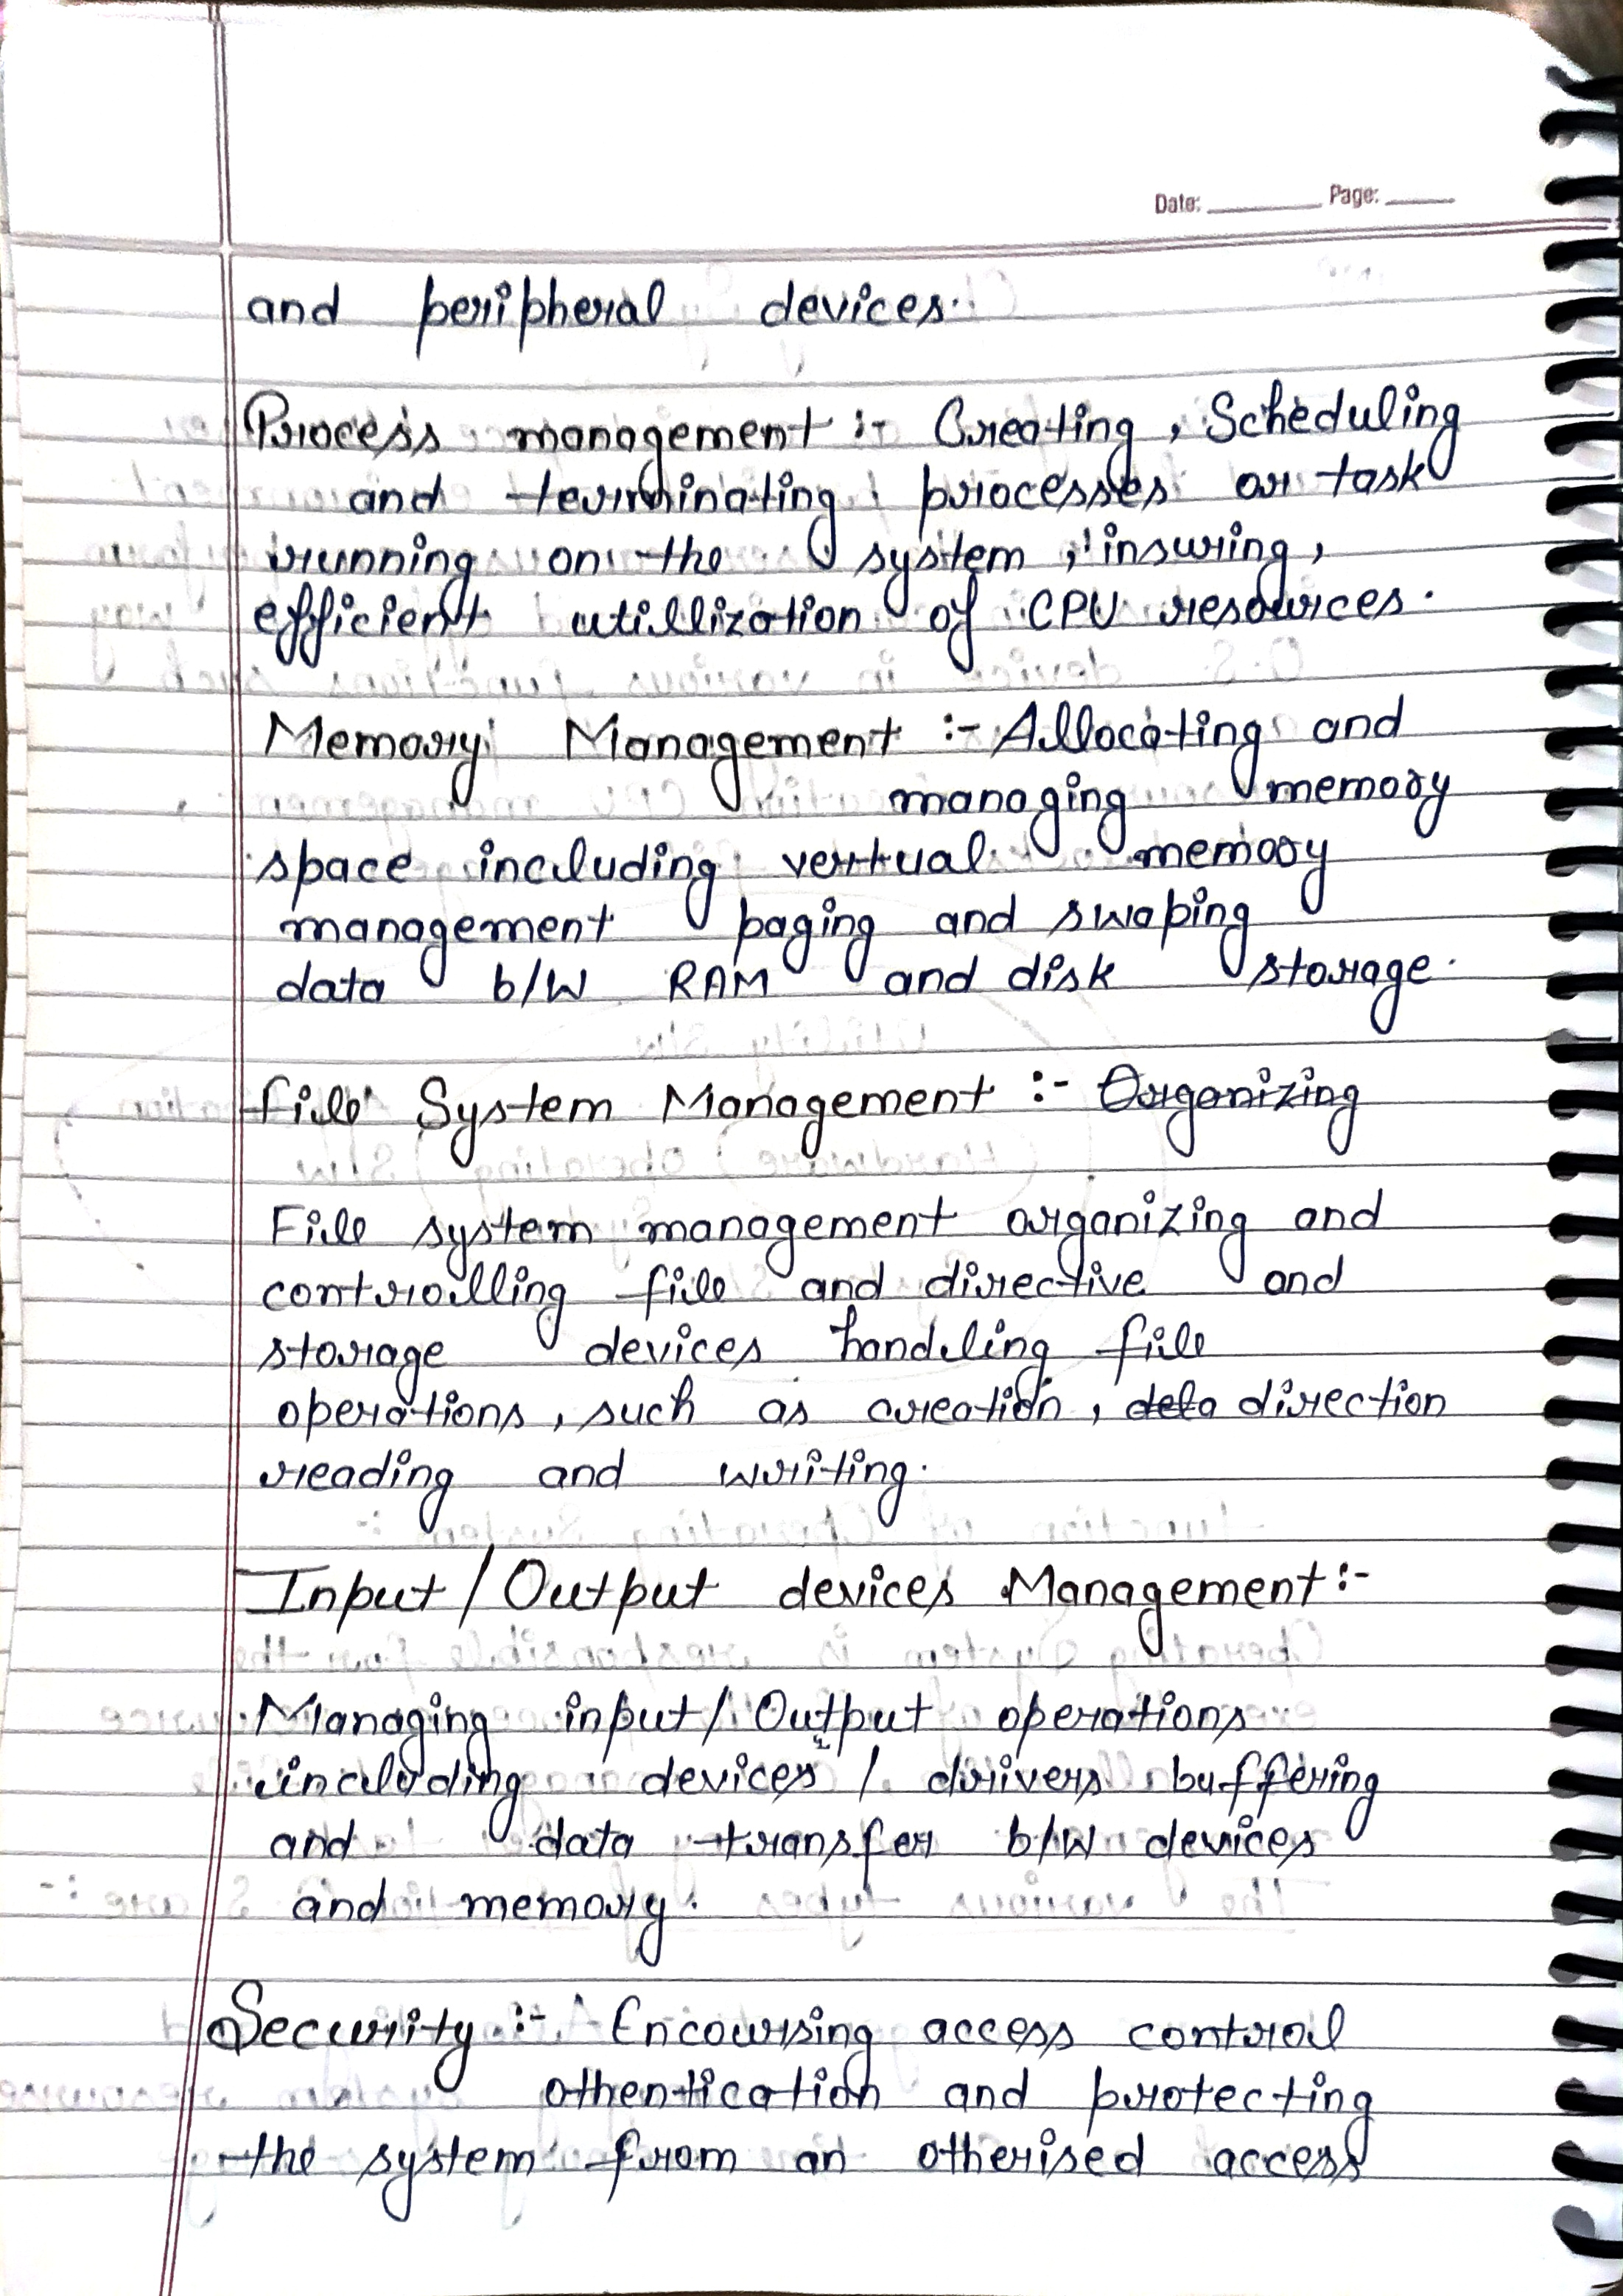 Date: Page:
and peripheral devices.
Process management :- Creating, Scheduling
and terminating processes or task
running on the system, insuring,
efficient utillization of CPU resources.
Memory Management :- Allocating and
managing memory
space including vertual memory
management paging and swaping
data b/w RAM and disk storage.
File System Management :- Organizing
File system management organizing and
controlling file and directive and
storage devices handeling file
operations, such as creation, dela direction
reading and writing.
Input / Output devices Management :-
Managing input / Output operations
including devices / drivers buffering
and data transfer b/w devices
and memory.
Security :- Encoursing access control
othentication and protecting
the system from an otherised access